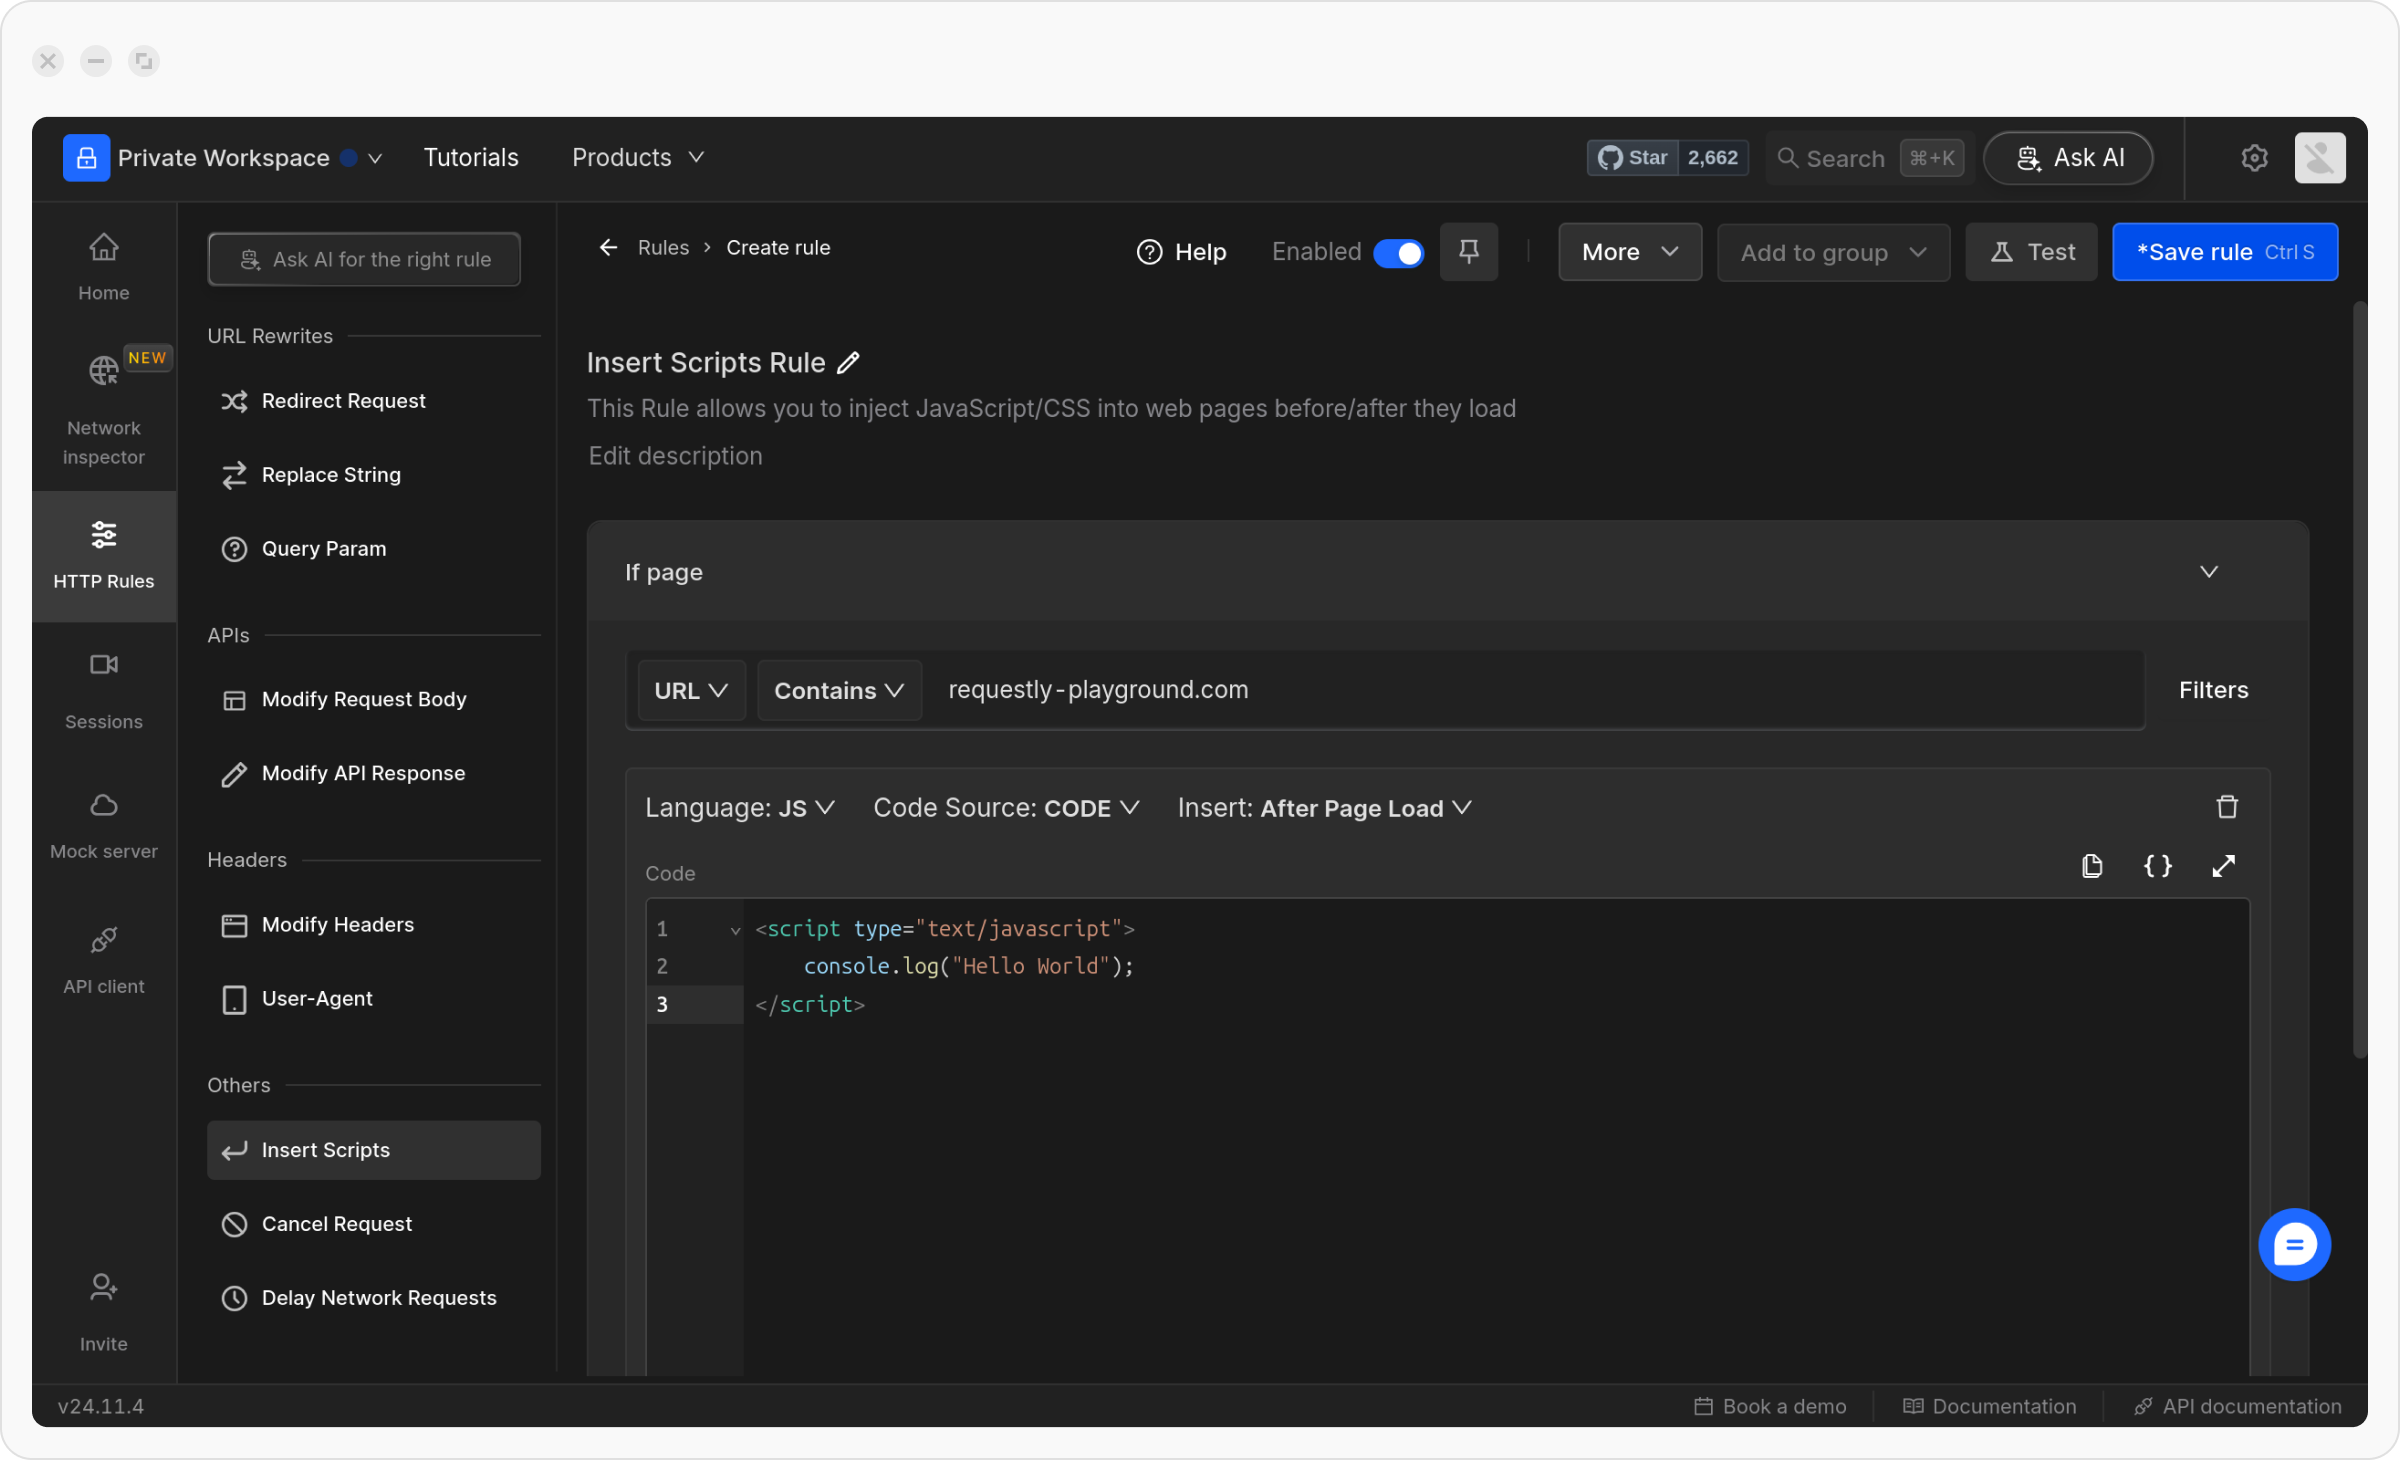 Private Workspace
Tutorials
Products
Star 2,662
Search ⌘+K
Ask AI
Home
NEW
Network
inspector
HTTP Rules
Sessions
Mock server
API client
Invite
Ask AI for the right rule
URL Rewrites
Redirect Request
Replace String
Query Param
APIs
Modify Request Body
Modify API Response
Headers
Modify Headers
User-Agent
Others
Insert Scripts
Cancel Request
Delay Network Requests
Rules > Create rule
Help
Enabled
More
Add to group
Test
*Save rule Ctrl S
Insert Scripts Rule
This Rule allows you to inject JavaScript/CSS into web pages before/after they load
Edit description
If page
URL Contains requestly-playground.com
Filters
Language: JS Code Source: CODE Insert: After Page Load
Code
{ }
1 <script type="text/javascript">
2 console.log("Hello World");
3 </script>
v24.11.4
Book a demo
Documentation
API documentation